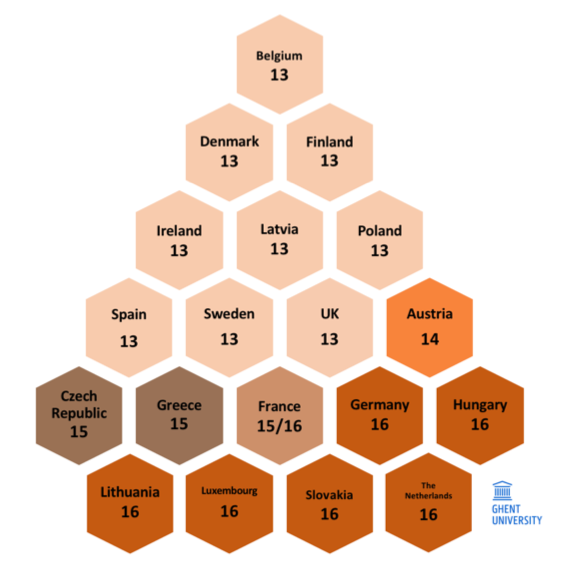 Belgium
13
Denmark
13
Finland
13
Ireland
13
Latvia
13
Poland
13
Spain
13
Sweden
13
UK
13
Austria
14
Czech
Republic
15
Greece
15
France
15/16
Germany
16
Hungary
16
Lithuania
16
Luxembourg
16
Slovakia
16
The
Netherlands
16
GHENT
UNIVERSITY